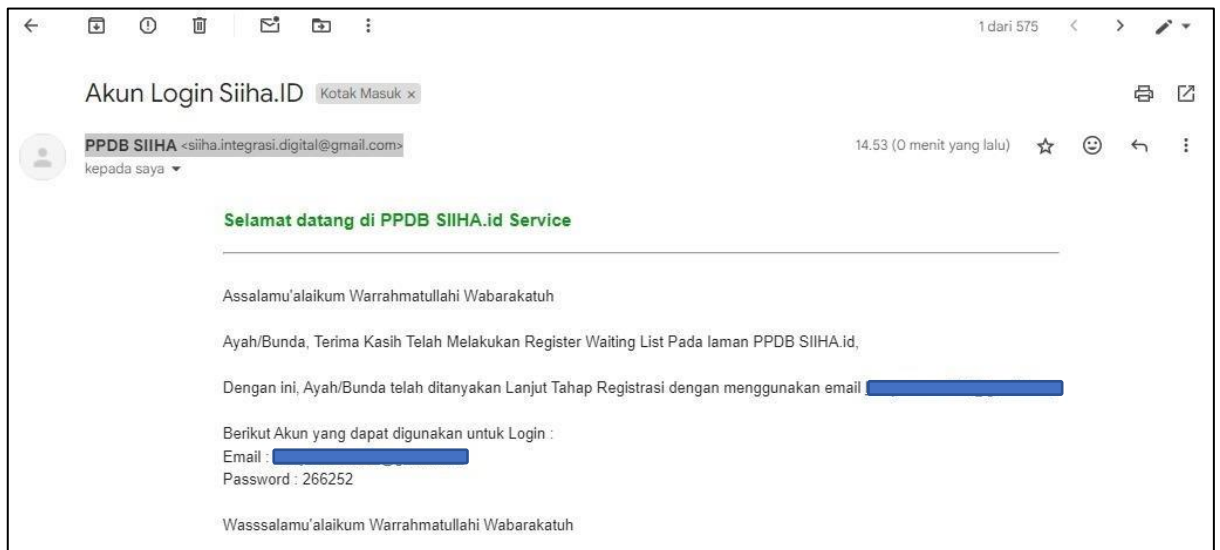 1 dari 575
Akun Login Siiha.ID Kotak Masuk x
PPDB SIIHA <siiha.integrasi.digital@gmail.com>
14.53 (0 menit yang lalu)
kepada saya
Selamat datang di PPDB SIIHA.id Service
Assalamu'alaikum Warrahmatullahi Wabarakatuh
Ayah/Bunda, Terima Kasih Telah Melakukan Register Waiting List Pada laman PPDB SIIHA.id,
Dengan ini, Ayah/Bunda telah ditanyakan Lanjut Tahap Registrasi dengan menggunakan email
Berikut Akun yang dapat digunakan untuk Login :
Email :
Password : 266252
Wasssalamu'alaikum Warrahmatullahi Wabarakatuh